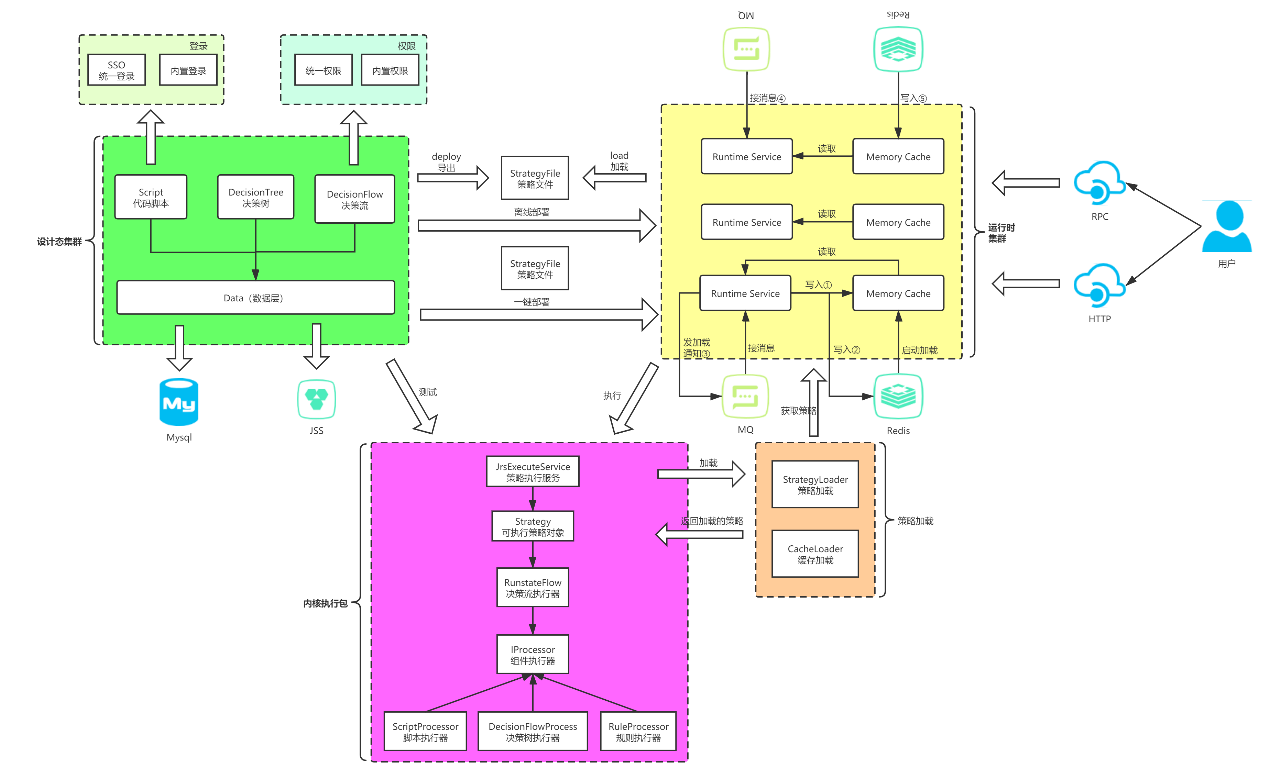 登录
SSO
统一登录
内置登录
权限
统一权限
内置权限
MQ
Redis
接消息④
写入⑤
设计态集群
Script
代码脚本
DecisionTree
决策树
DecisionFlow
决策流
Data（数据层）
deploy
导出
StrategyFile
策略文件
load
加载
离线部署
StrategyFile
策略文件
一键部署
Runtime Service
读取
Memory Cache
Runtime Service
读取
Memory Cache
读取
Runtime Service
写入①
Memory Cache
运行时
集群
RPC
HTTP
用户
发加载
通知③
接消息
写入②
启动加载
MQ
Redis
Mysql
JSS
测试
执行
获取策略
内核执行包
JrsExecuteService
策略执行服务
Strategy
可执行策略对象
RunstateFlow
决策流执行器
IProcessor
组件执行器
ScriptProcessor
脚本执行器
DecisionFlowProcess
决策树执行器
RuleProcessor
规则执行器
加载
返回加载的策略
StrategyLoader
策略加载
CacheLoader
缓存加载
策略加载